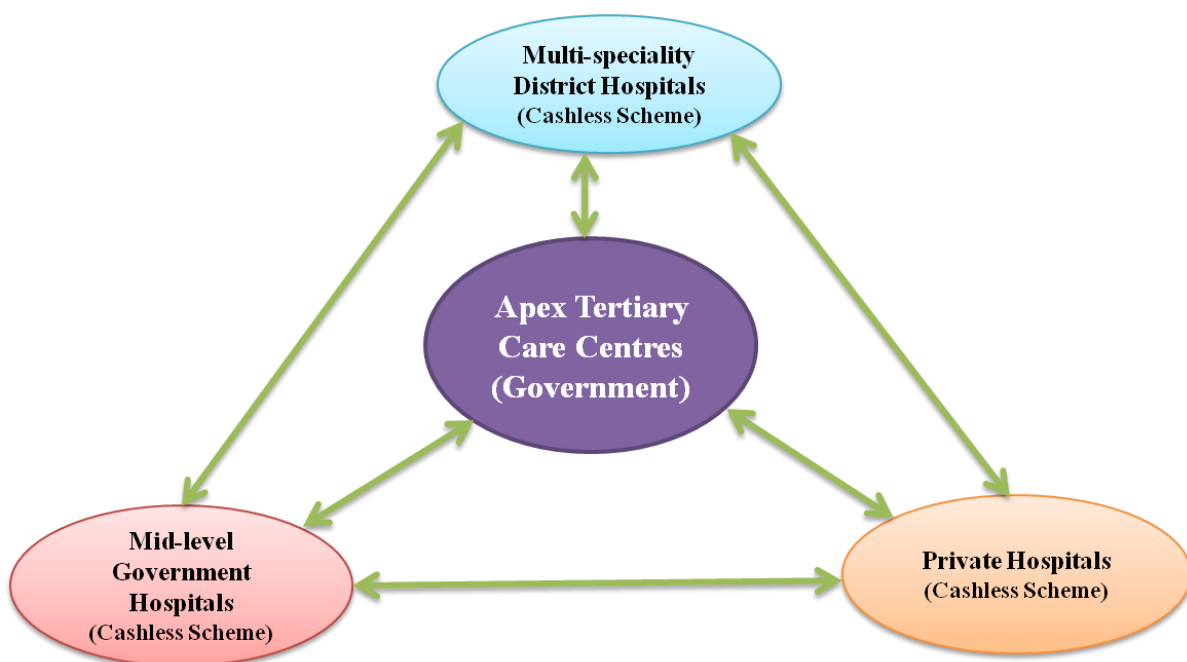 Multi-speciality
District Hospitals
(Cashless Scheme)
Apex Tertiary
Care Centres
(Government)
Mid-level
Government
Hospitals
(Cashless Scheme)
Private Hospitals
(Cashless Scheme)